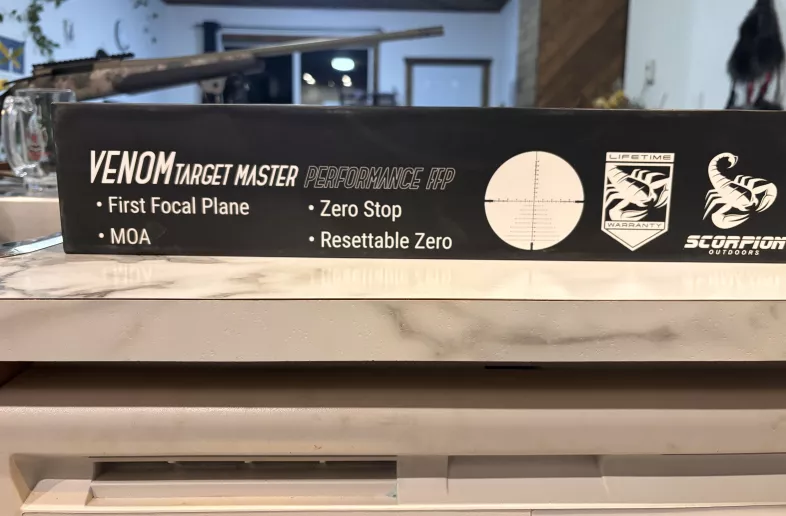 VENOM TARGET MASTER PERFORMANCE FFP
• First Focal Plane
• MOA
• Zero Stop
• Resettable Zero
LIFETIME
WARRANTY
SCORPION
OUTDOORS